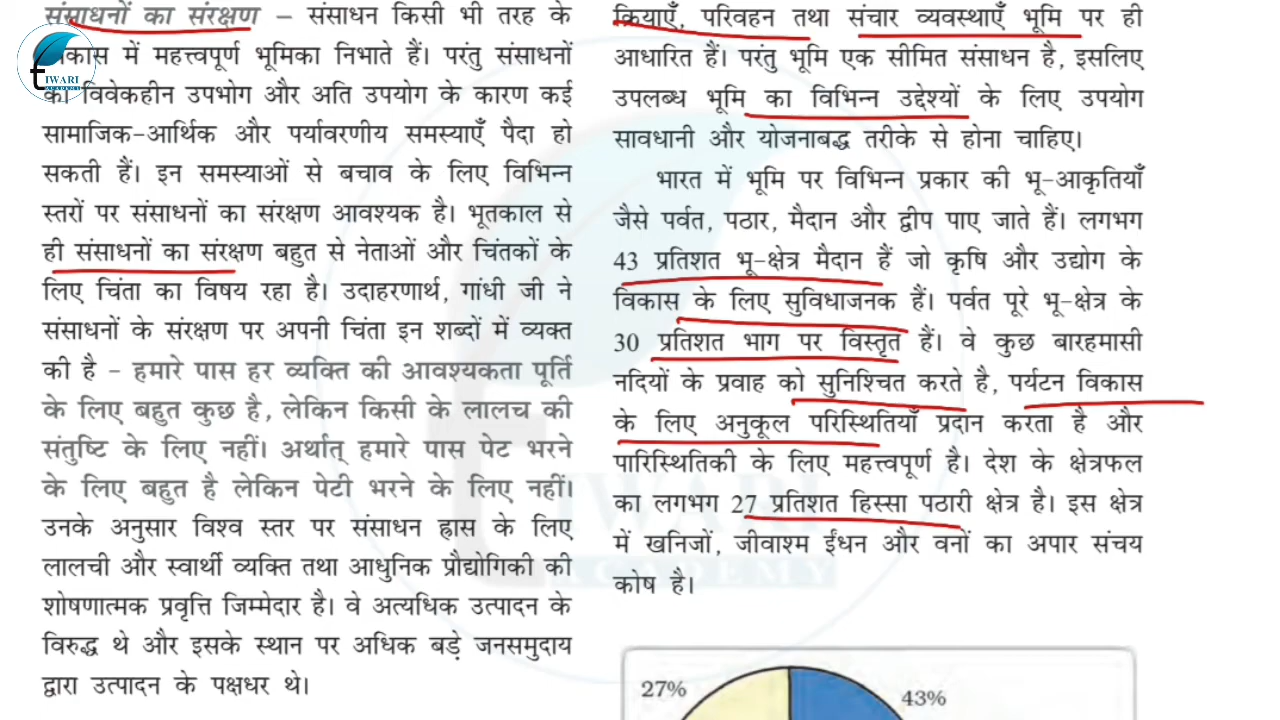 संसाधनों का संरक्षण – संसाधन किसी भी तरह के
विकास में महत्त्वपूर्ण भूमिका निभाते हैं। परंतु संसाधनों
का विवेकहीन उपभोग और अति उपयोग के कारण कई
सामाजिक-आर्थिक और पर्यावरणीय समस्याएँ पैदा हो
सकती हैं। इन समस्याओं से बचाव के लिए विभिन्न
स्तरों पर संसाधनों का संरक्षण आवश्यक है। भूतकाल से
ही संसाधनों का संरक्षण बहुत से नेताओं और चिंतकों के
लिए चिंता का विषय रहा है। उदाहरणार्थ, गांधी जी ने
संसाधनों के संरक्षण पर अपनी चिंता इन शब्दों में व्यक्त
की है – हमारे पास हर व्यक्ति की आवश्यकता पूर्ति
के लिए बहुत कुछ है, लेकिन किसी के लालच की
संतुष्टि के लिए नहीं। अर्थात् हमारे पास पेट भरने
के लिए बहुत है लेकिन पेटी भरने के लिए नहीं।
उनके अनुसार विश्व स्तर पर संसाधन ह्रास के लिए
लालची और स्वार्थी व्यक्ति तथा आधुनिक प्रौद्योगिकी की
शोषणात्मक प्रवृत्ति जिम्मेदार है। वे अत्यधिक उत्पादन के
विरुद्ध थे और इसके स्थान पर अधिक बड़े जनसमुदाय
द्वारा उत्पादन के पक्षधर थे।
क्रियाएँ, परिवहन तथा संचार व्यवस्थाएँ भूमि पर ही
आधारित हैं। परंतु भूमि एक सीमित संसाधन है, इसलिए
उपलब्ध भूमि का विभिन्न उद्देश्यों के लिए उपयोग
सावधानी और योजनाबद्ध तरीके से होना चाहिए।
भारत में भूमि पर विभिन्न प्रकार की भू-आकृतियाँ
जैसे पर्वत, पठार, मैदान और द्वीप पाए जाते हैं। लगभग
43 प्रतिशत भू-क्षेत्र मैदान हैं जो कृषि और उद्योग के
विकास के लिए सुविधाजनक हैं। पर्वत पूरे भू-क्षेत्र के
30 प्रतिशत भाग पर विस्तृत हैं। वे कुछ बारहमासी
नदियों के प्रवाह को सुनिश्चित करते है, पर्यटन विकास
के लिए अनुकूल परिस्थितियाँ प्रदान करता है और
पारिस्थितिकी के लिए महत्त्वपूर्ण है। देश के क्षेत्रफल
का लगभग 27 प्रतिशत हिस्सा पठारी क्षेत्र है। इस क्षेत्र
में खनिजों, जीवाश्म ईंधन और वनों का अपार संचय
कोष है।
27%
43%
TIWARI
ACADEMY
TIWARI
ACADEMY